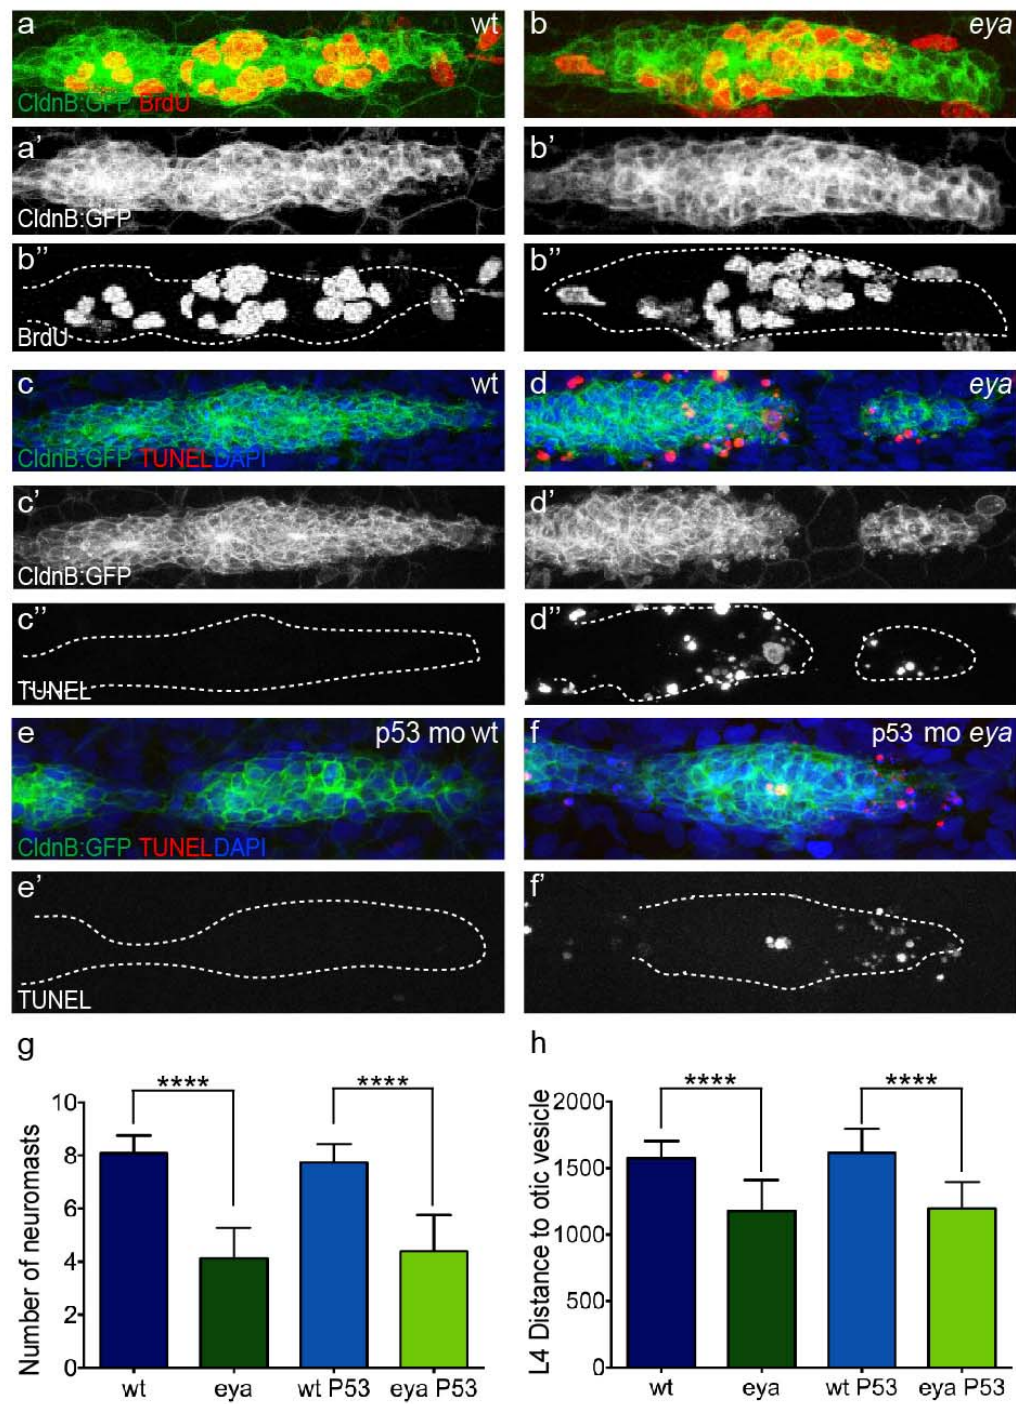 a wt
CldnB:GFP BrdU
b eya
a’
CldnB:GFP
b’
b’’
BrdU
b’’
c wt
CldnB:GFP TUNEL DAPI
d eya
c’
CldnB:GFP
d’
c’’
TUNEL
d’’
e p53 mo wt
CldnB:GFP TUNEL DAPI
f p53 mo eya
e’
TUNEL
f’
g
****
****
Number of neuromasts
10
8
6
4
2
0
wt eya wt P53 eya P53
h
****
****
L4 Distance to otic vesicle
2000
1500
1000
500
0
wt eya wt P53 eya P53